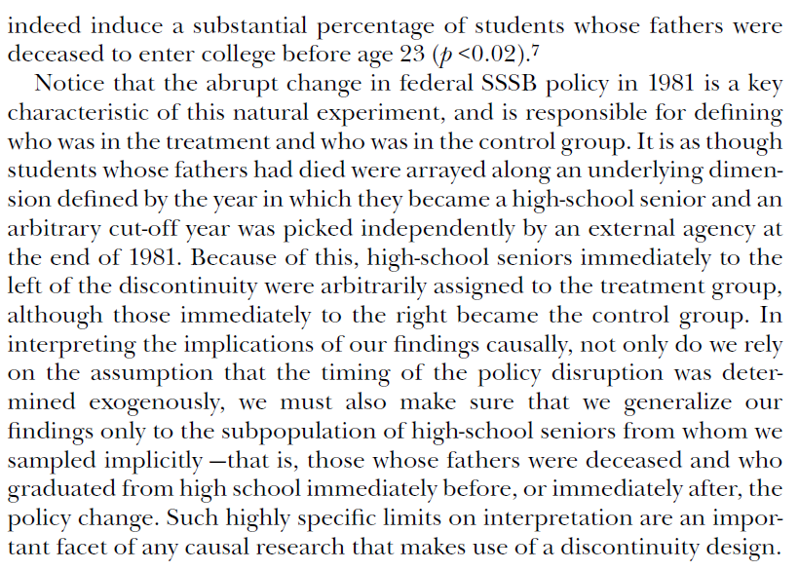 indeed induce a substantial percentage of students whose fathers were
deceased to enter college before age 23 (p <0.02).7
Notice that the abrupt change in federal SSSB policy in 1981 is a key
characteristic of this natural experiment, and is responsible for defining
who was in the treatment and who was in the control group. It is as though
students whose fathers had died were arrayed along an underlying dimen-
sion defined by the year in which they became a high-school senior and an
arbitrary cut-off year was picked independently by an external agency at
the end of 1981. Because of this, high-school seniors immediately to the
left of the discontinuity were arbitrarily assigned to the treatment group,
although those immediately to the right became the control group. In
interpreting the implications of our findings causally, not only do we rely
on the assumption that the timing of the policy disruption was deter-
mined exogenously, we must also make sure that we generalize our
findings only to the subpopulation of high-school seniors from whom we
sampled implicitly —that is, those whose fathers were deceased and who
graduated from high school immediately before, or immediately after, the
policy change. Such highly specific limits on interpretation are an impor-
tant facet of any causal research that makes use of a discontinuity design.